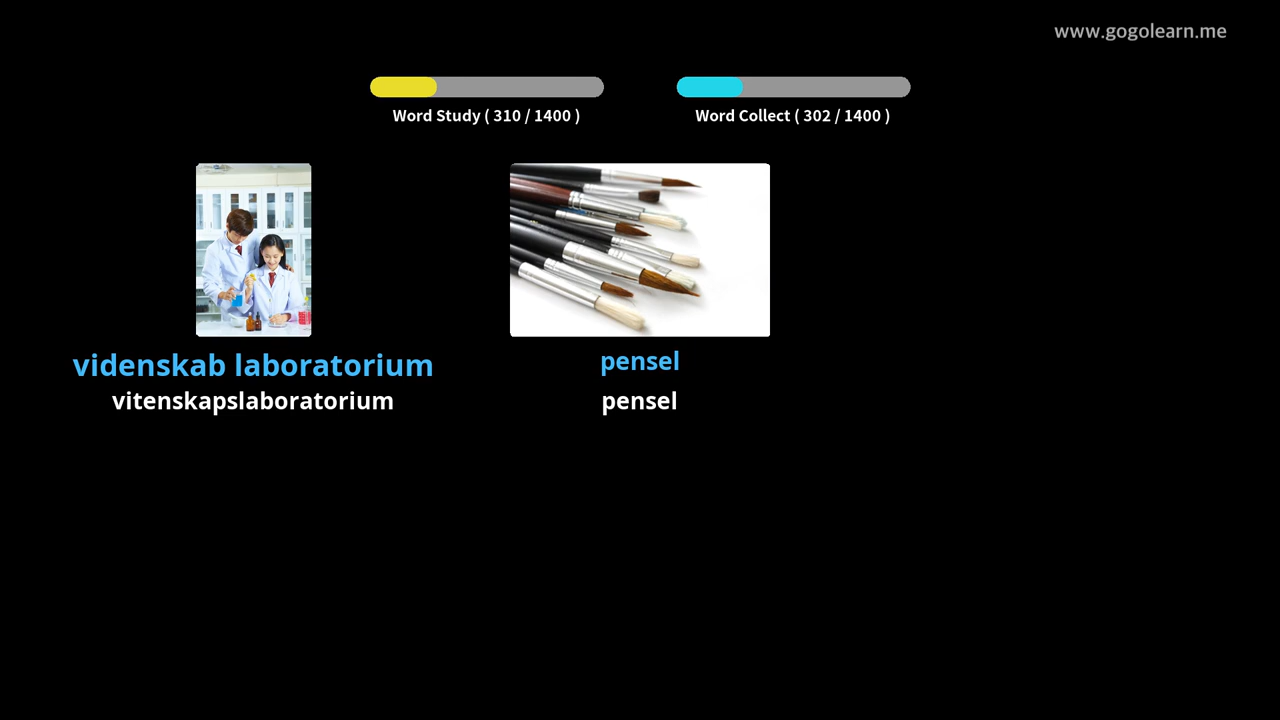 www.gogolearn.me
Word Study ( 310 / 1400 )
Word Collect ( 302 / 1400 )
videnskab laboratorium
vitenskapslaboratorium
pensel
pensel